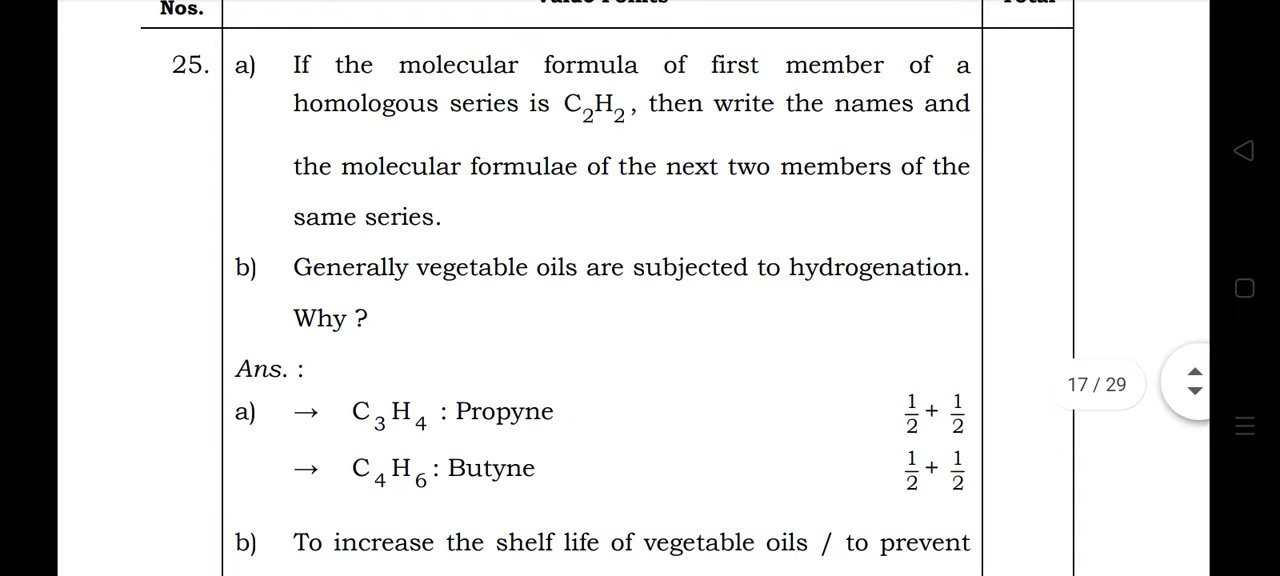 Nos. Value Points Total
25. a) If the molecular formula of first member of a
homologous series is C₂H₂, then write the names and
the molecular formulae of the next two members of the
same series.
b) Generally vegetable oils are subjected to hydrogenation.
Why ?
Ans. :
a) → C₃H₄ : Propyne 1/2 + 1/2
→ C₄H₆ : Butyne 1/2 + 1/2
17 / 29
b) To increase the shelf life of vegetable oils / to prevent